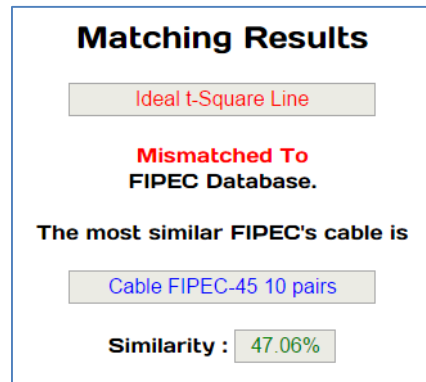 Matching Results
Ideal t-Square Line
Mismatched To
FIPEC Database.
The most similar FIPEC's cable is
Cable FIPEC-45 10 pairs
Similarity : 47.06%